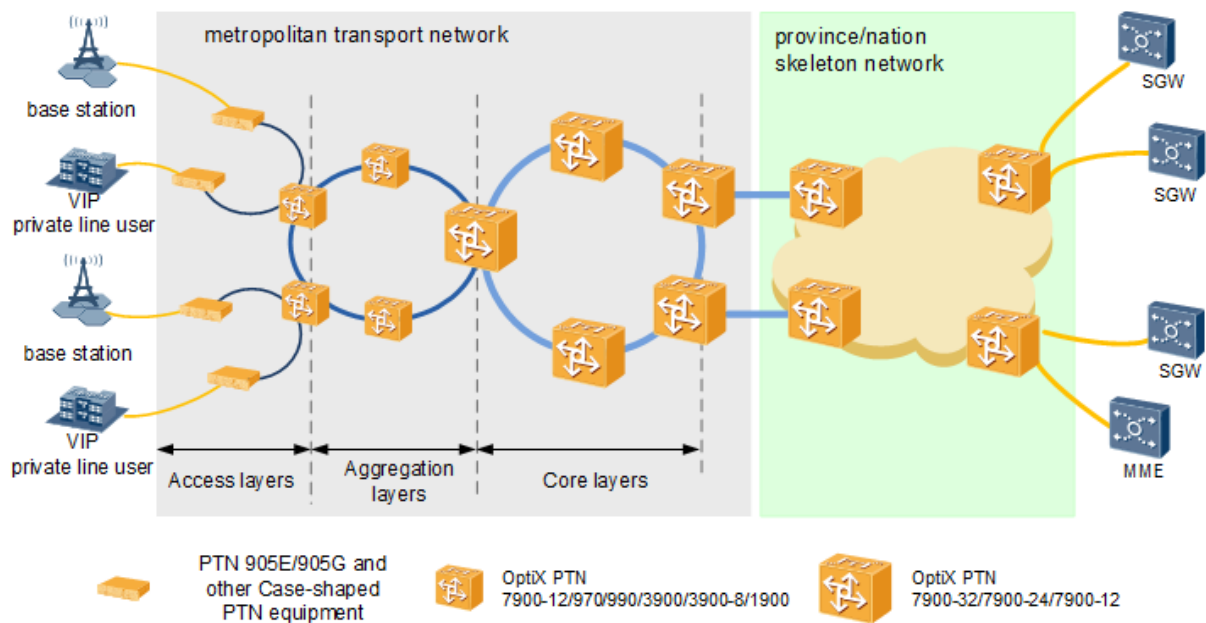 metropolitan transport network
province/nation
skeleton network
base station
VIP
private line user
base station
VIP
private line user
SGW
SGW
SGW
MME
Access layers
Aggregation
layers
Core layers
PTN 905E/905G and
other Case-shaped
PTN equipment
OptiX PTN
7900-12/970/990/3900/3900-8/1900
OptiX PTN
7900-32/7900-24/7900-12